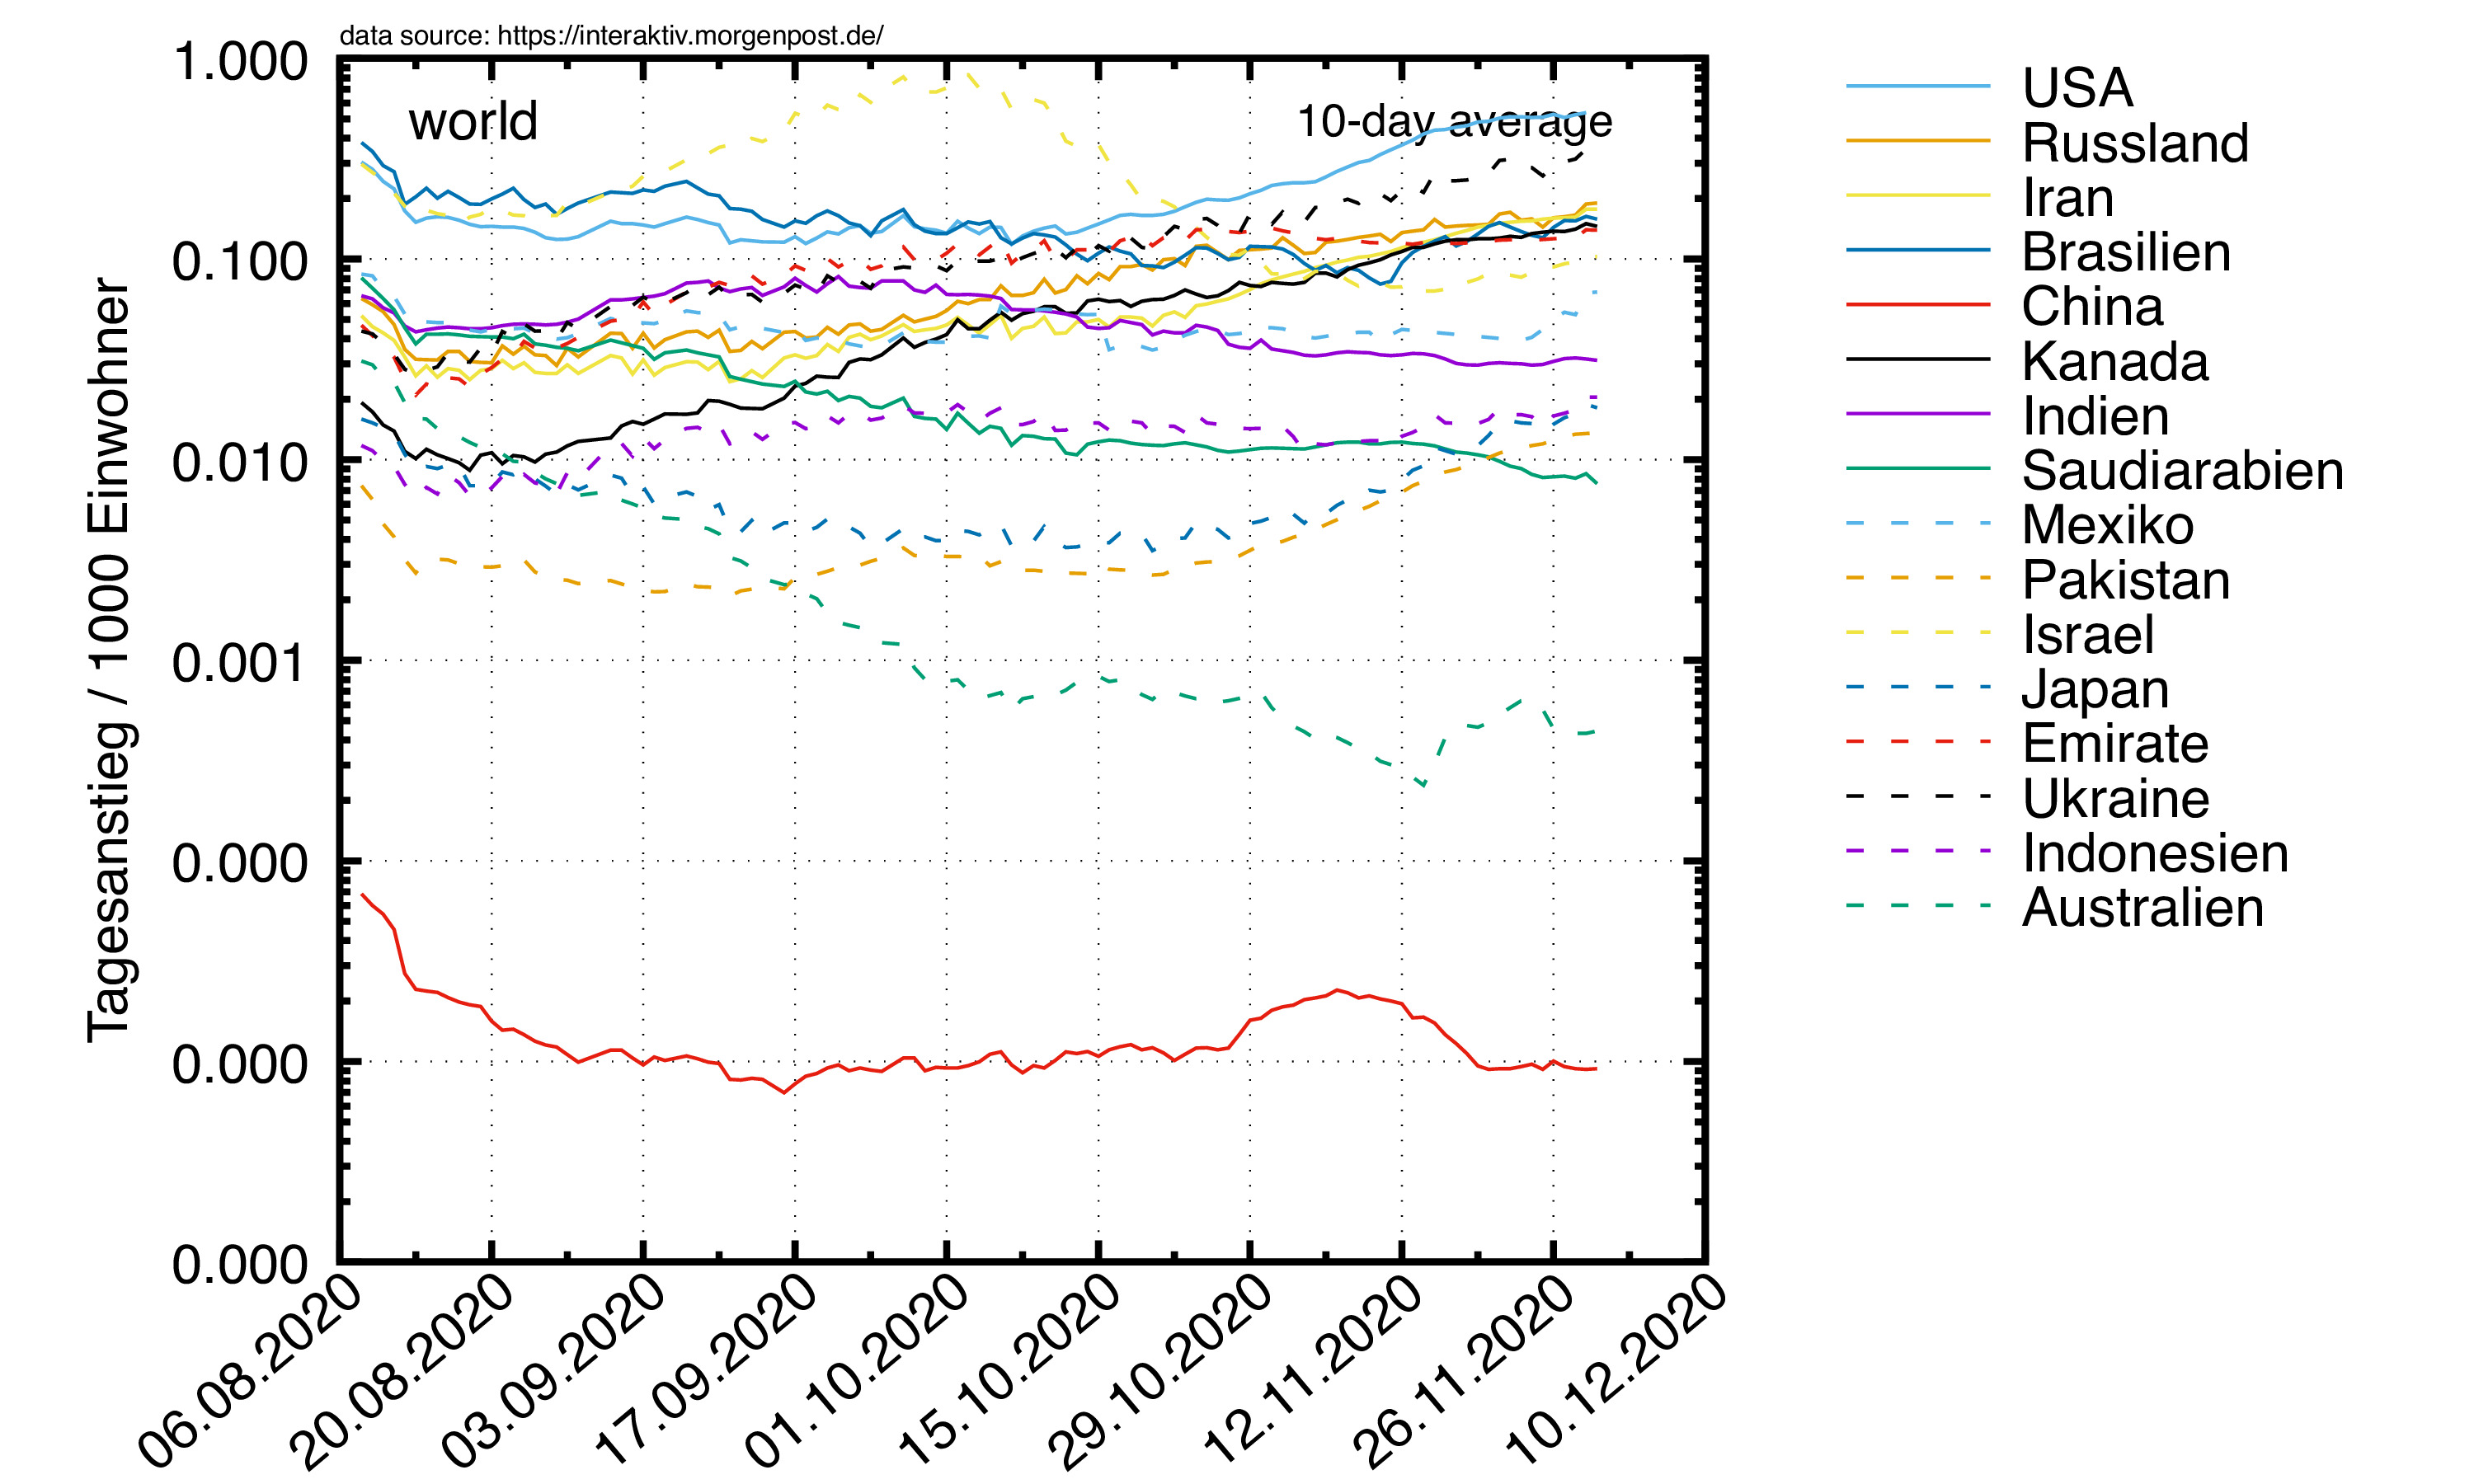 data source: https://interaktiv.morgenpost.de/
world
10-day average
Tagesanstieg / 1000 Einwohner
1.000
0.100
0.010
0.001
0.000
0.000
0.000
06.08.2020
20.08.2020
03.09.2020
17.09.2020
01.10.2020
15.10.2020
29.10.2020
12.11.2020
26.11.2020
10.12.2020
USA
Russland
Iran
Brasilien
China
Kanada
Indien
Saudiarabien
Mexiko
Pakistan
Israel
Japan
Emirate
Ukraine
Indonesien
Australien